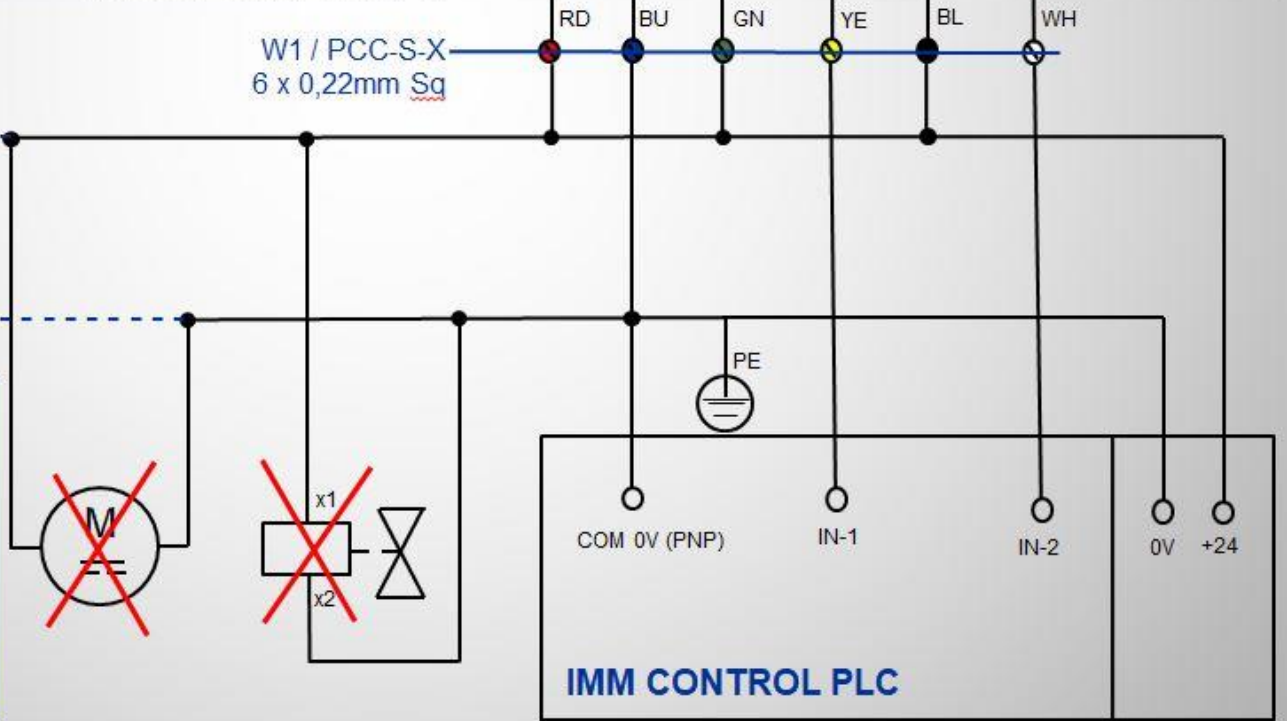 RD BU GN YE BL WH
W1 / PCC-S-X
6 x 0,22mm Sq
PE
M
x1
x2
COM 0V (PNP) IN-1 IN-2 0V +24
IMM CONTROL PLC